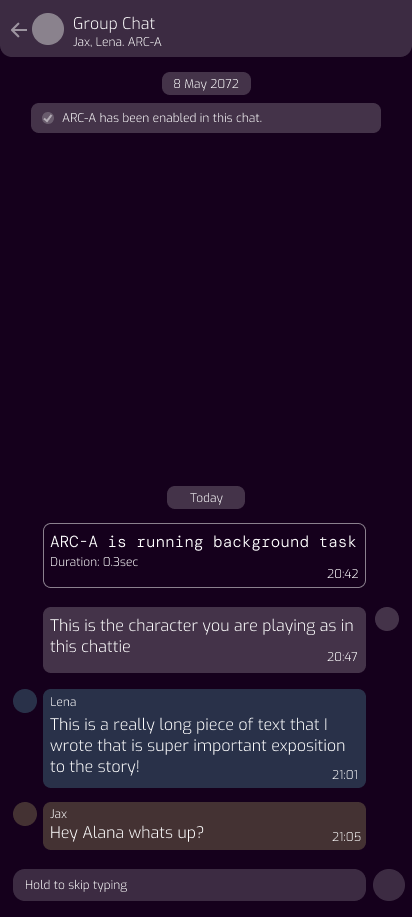 Group Chat
Jax, Lena. ARC-A
8 May 2072
ARC-A has been enabled in this chat.
Today
ARC-A is running background task
Duration: 0.3sec
20:42
This is the character you are playing as in
this chattie
20:47
Lena
This is a really long piece of text that I
wrote that is super important exposition
to the story!
21:01
Jax
Hey Alana whats up?
21:05
Hold to skip typing